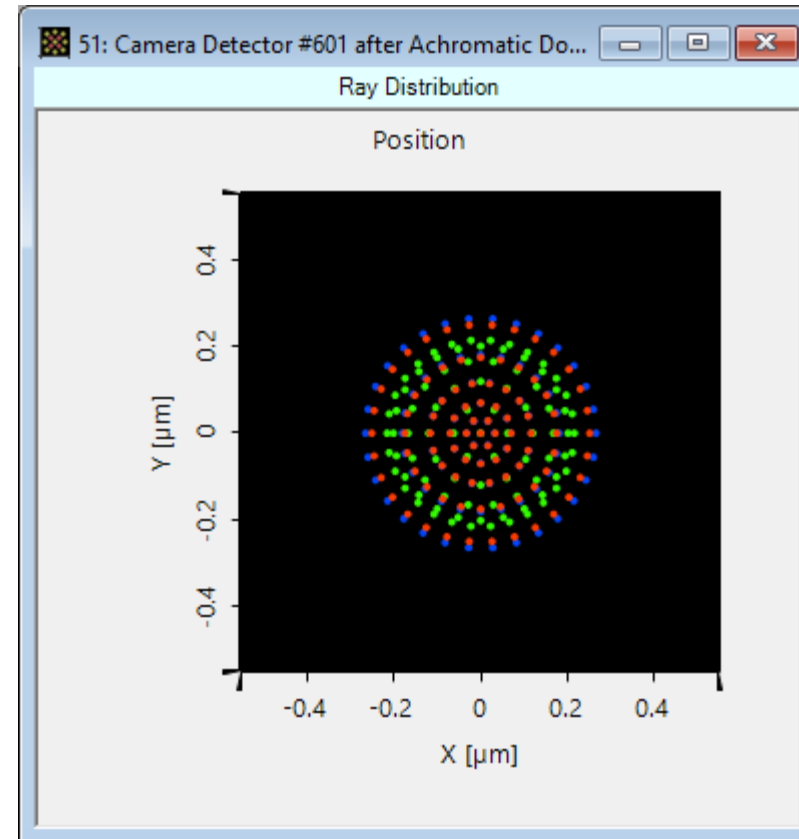 51: Camera Detector #601 after Achromatic Do...
Ray Distribution
Position
0.4
0.2
0
-0.2
-0.4
Y [µm]
-0.4 -0.2 0 0.2 0.4
X [µm]